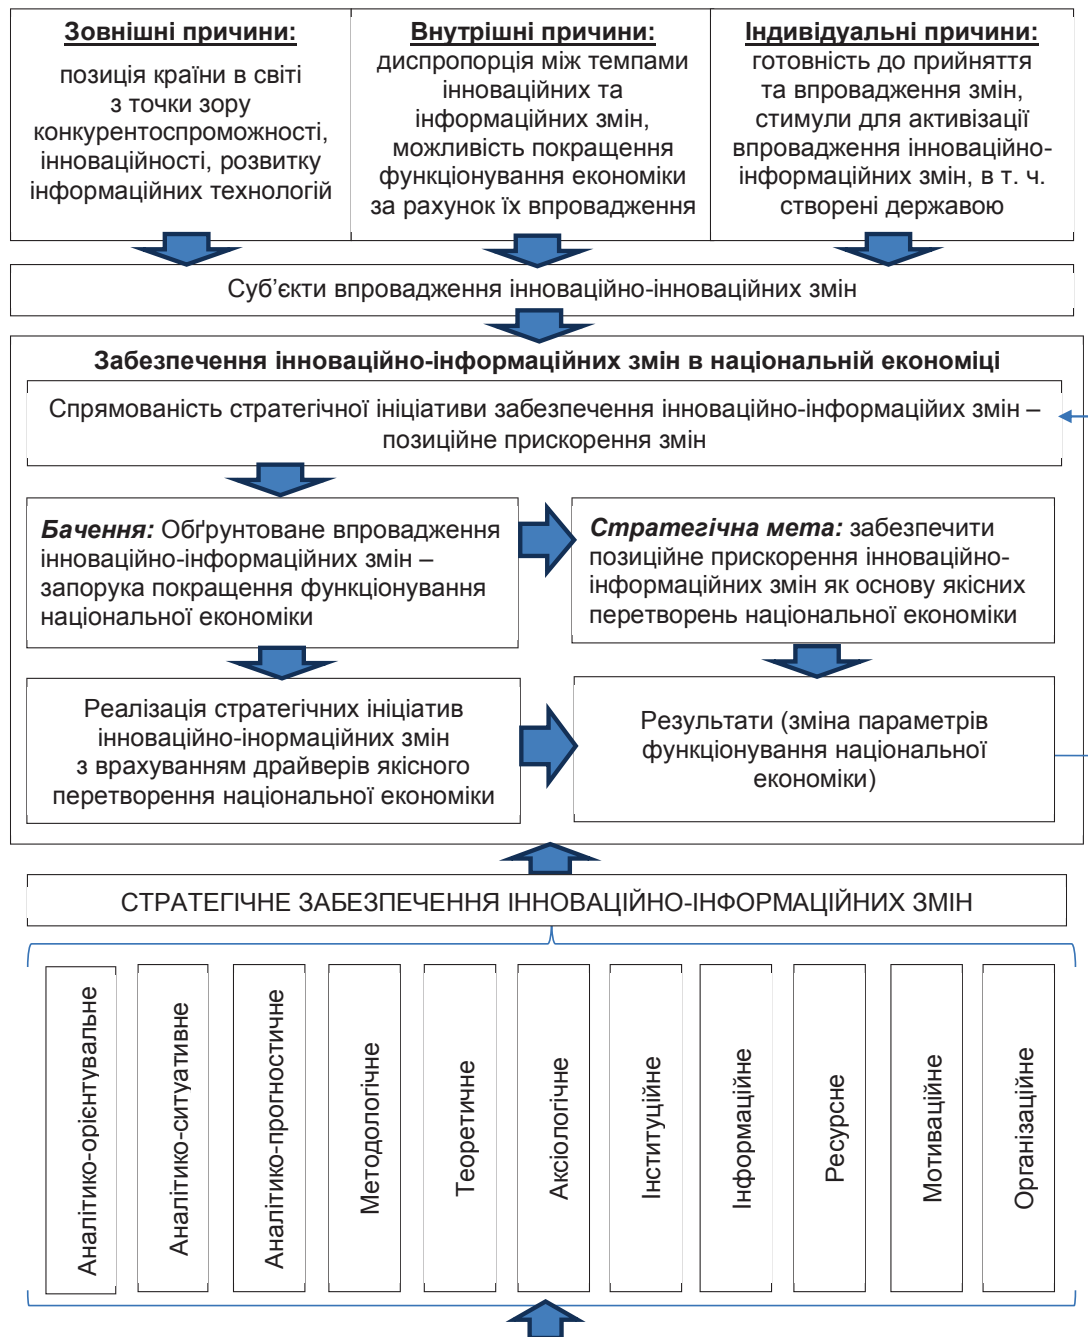 Зовнішні причини:
позиція країни в світі
з точки зору
конкурентоспроможності,
інноваційності, розвитку
інформаційних технологій
Внутрішні причини:
диспропорція між темпами
інноваційних та
інформаційних змін,
можливість покращення
функціонування економіки
за рахунок їх впровадження
Індивідуальні причини:
готовність до прийняття
та впровадження змін,
стимули для активізації
впровадження інноваційно-
інформаційних змін, в т. ч.
створені державою
Суб’єкти впровадження інноваційно-інноваційних змін
Забезпечення інноваційно-інформаційних змін в національній економіці
Спрямованість стратегічної ініціативи забезпечення інноваційно-інформаційих змін –
позиційне прискорення змін
Бачення: Обґрунтоване впровадження
інноваційно-інформаційних змін –
запорука покращення функціонування
національної економіки
Стратегічна мета: забезпечити
позиційне прискорення інноваційно-
інформаційних змін як основу якісних
перетворень національної економіки
Реалізація стратегічних ініціатив
інноваційно-інормаційних змін
з врахуванням драйверів якісного
перетворення національної економіки
Результати (зміна параметрів
функціонування національної
економіки)
СТРАТЕГІЧНЕ ЗАБЕЗПЕЧЕННЯ ІННОВАЦІЙНО-ІНФОРМАЦІЙНИХ ЗМІН
Аналітико-орієнтувальне
Аналітико-ситуативне
Аналітико-прогностичне
Методологічне
Теоретичне
Аксіологічне
Інституційне
Інформаційне
Ресурсне
Мотиваційне
Організаційне